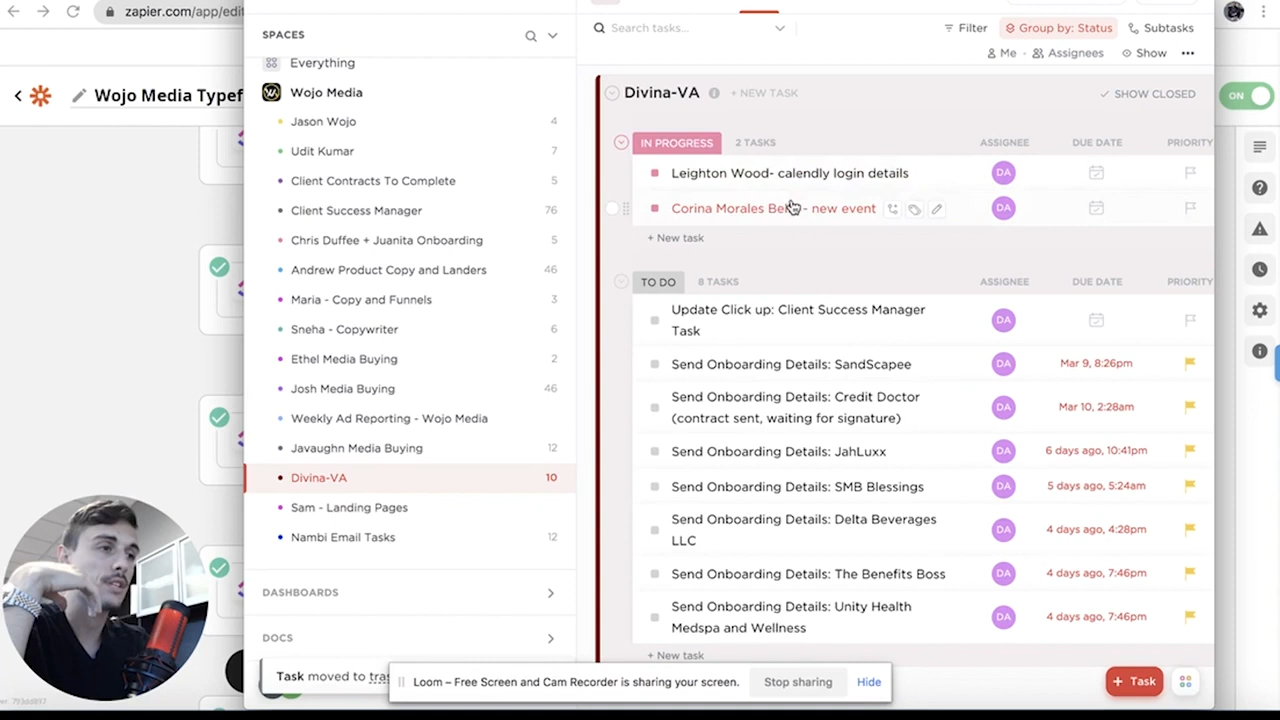 zapier.com/app/edit
Wojo Media Typef
ON
SPACES
Everything
Wojo Media
Jason Wojo 4
Udit Kumar 7
Client Contracts To Complete 5
Client Success Manager 76
Chris Duffee + Juanita Onboarding 5
Andrew Product Copy and Landers 46
Maria - Copy and Funnels 3
Sneha - Copywriter 6
Ethel Media Buying 2
Josh Media Buying 46
Weekly Ad Reporting - Wojo Media
Javaughn Media Buying 12
Divina-VA 10
Sam - Landing Pages
Nambi Email Tasks 12
DASHBOARDS
DOCS
Task moved to tras
Search tasks...
Filter
Group by: Status
Subtasks
Me
Assignees
Show
Divina-VA + NEW TASK SHOW CLOSED
IN PROGRESS 2 TASKS ASSIGNEE DUE DATE PRIORITY
Leighton Wood- calendly login details DA
Corina Morales - new event DA
+ New task
TO DO 8 TASKS ASSIGNEE DUE DATE PRIORITY
Update Click up: Client Success Manager
Task DA
Send Onboarding Details: SandScapee DA Mar 9, 8:26pm
Send Onboarding Details: Credit Doctor
(contract sent, waiting for signature) DA Mar 10, 2:28am
Send Onboarding Details: JahLuxx DA 6 days ago, 10:41pm
Send Onboarding Details: SMB Blessings DA 5 days ago, 5:24am
Send Onboarding Details: Delta Beverages
LLC DA 4 days ago, 4:28pm
Send Onboarding Details: The Benefits Boss DA 4 days ago, 7:46pm
Send Onboarding Details: Unity Health
Medspa and Wellness DA 4 days ago, 7:46pm
+ New task
+ Task
Loom – Free Screen and Cam Recorder is sharing your screen. Stop sharing Hide